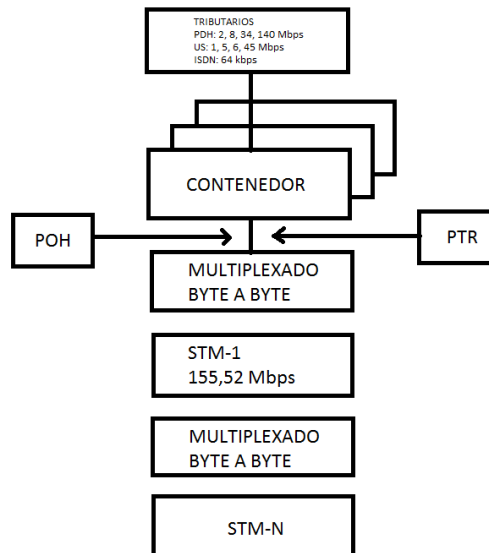 TRIBUTARIOS
PDH: 2, 8, 34, 140 Mbps
US: 1, 5, 6, 45 Mbps
ISDN: 64 kbps
CONTENEDOR
POH
PTR
MULTIPLEXADO
BYTE A BYTE
STM-1
155,52 Mbps
MULTIPLEXADO
BYTE A BYTE
STM-N